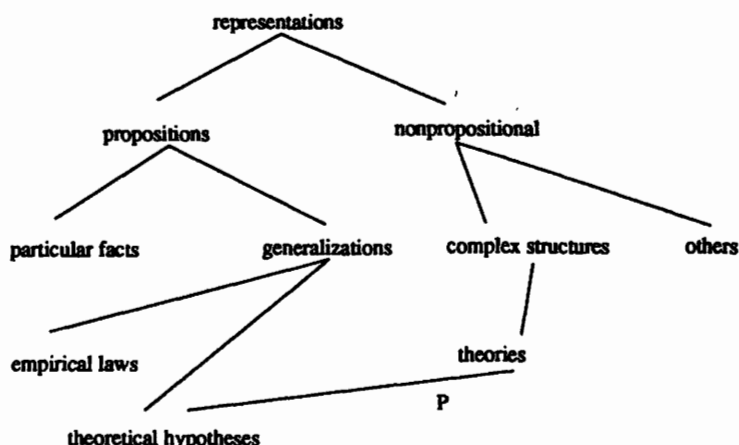 representations
propositions
nonpropositional
particular facts
generalizations
complex structures
others
empirical laws
theories
P
theoretical hypotheses